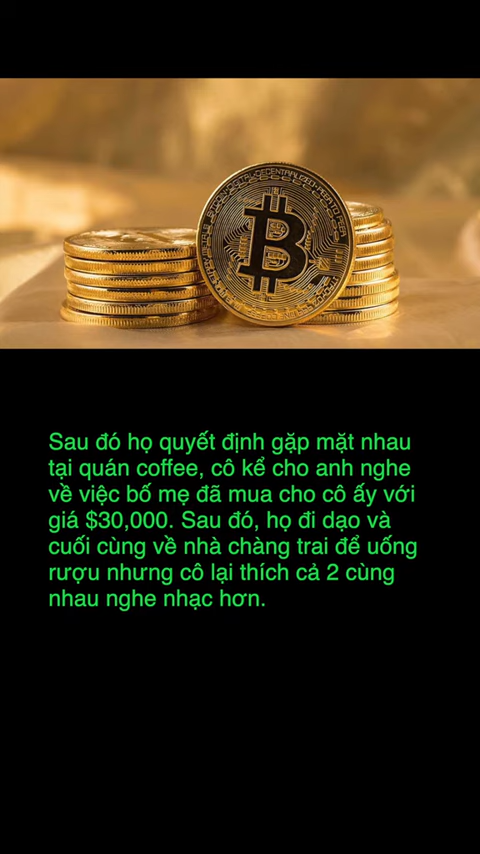 Sau đó họ quyết định gặp mặt nhau
tại quán coffee, cô kể cho anh nghe
về việc bố mẹ đã mua cho cô ấy với
giá $30,000. Sau đó, họ đi dạo và
cuối cùng về nhà chàng trai để uống
rượu nhưng cô lại thích cả 2 cùng
nhau nghe nhạc hơn.